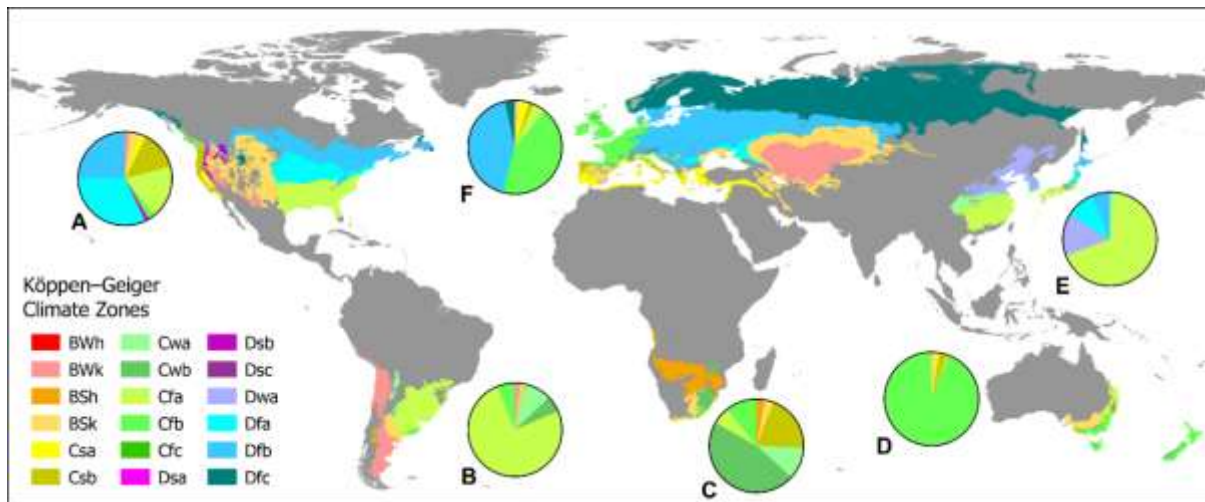 A
F
E
B
C
D
Köppen–Geiger
Climate Zones
BWh
BWk
BSh
BSk
Csa
Csb
Cwa
Cwb
Cfa
Cfb
Cfc
Dsa
Dsb
Dsc
Dwa
Dfa
Dfb
Dfc